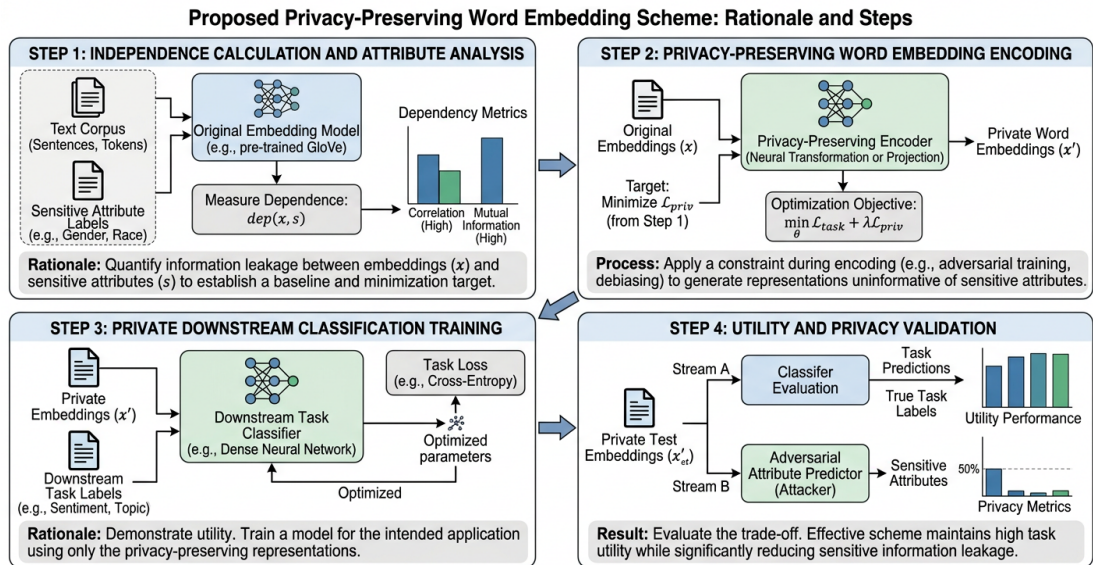 Proposed Privacy-Preserving Word Embedding Scheme: Rationale and Steps
STEP 1: INDEPENDENCE CALCULATION AND ATTRIBUTE ANALYSIS
Text Corpus
(Sentences, Tokens)
Sensitive Attribute
Labels
(e.g., Gender, Race)
Original Embedding Model
(e.g., pre-trained GloVe)
Measure Dependence:
dep(x, s)
Dependency Metrics
Correlation
(High)
Mutual
Information
(High)
Rationale: Quantify information leakage between embeddings (x) and
sensitive attributes (s) to establish a baseline and minimization target.
STEP 2: PRIVACY-PRESERVING WORD EMBEDDING ENCODING
Original
Embeddings (x)
Target:
Minimize ℒ_priv
(from Step 1)
Privacy-Preserving Encoder
(Neural Transformation or Projection)
Optimization Objective:
min_θ ℒ_task + λℒ_priv
Private Word
Embeddings (x′)
Process: Apply a constraint during encoding (e.g., adversarial training,
debiasing) to generate representations uninformative of sensitive attributes.
STEP 3: PRIVATE DOWNSTREAM CLASSIFICATION TRAINING
Private
Embeddings (x′)
Downstream
Task Labels
(e.g., Sentiment, Topic)
Downstream Task
Classifier
(e.g., Dense Neural Network)
Task Loss
(e.g., Cross-Entropy)
Optimized
parameters
Optimized
Rationale: Demonstrate utility. Train a model for the intended application
using only the privacy-preserving representations.
STEP 4: UTILITY AND PRIVACY VALIDATION
Private Test
Embeddings (x′_et)
Stream A
Stream B
Classifer
Evaluation
Adversarial
Attribute Predictor
(Attacker)
Task
Predictions
True Task
Labels
Sensitive
Attributes
Utility Performance
50%
Privacy Metrics
Result: Evaluate the trade-off. Effective scheme maintains high task
utility while significantly reducing sensitive information leakage.